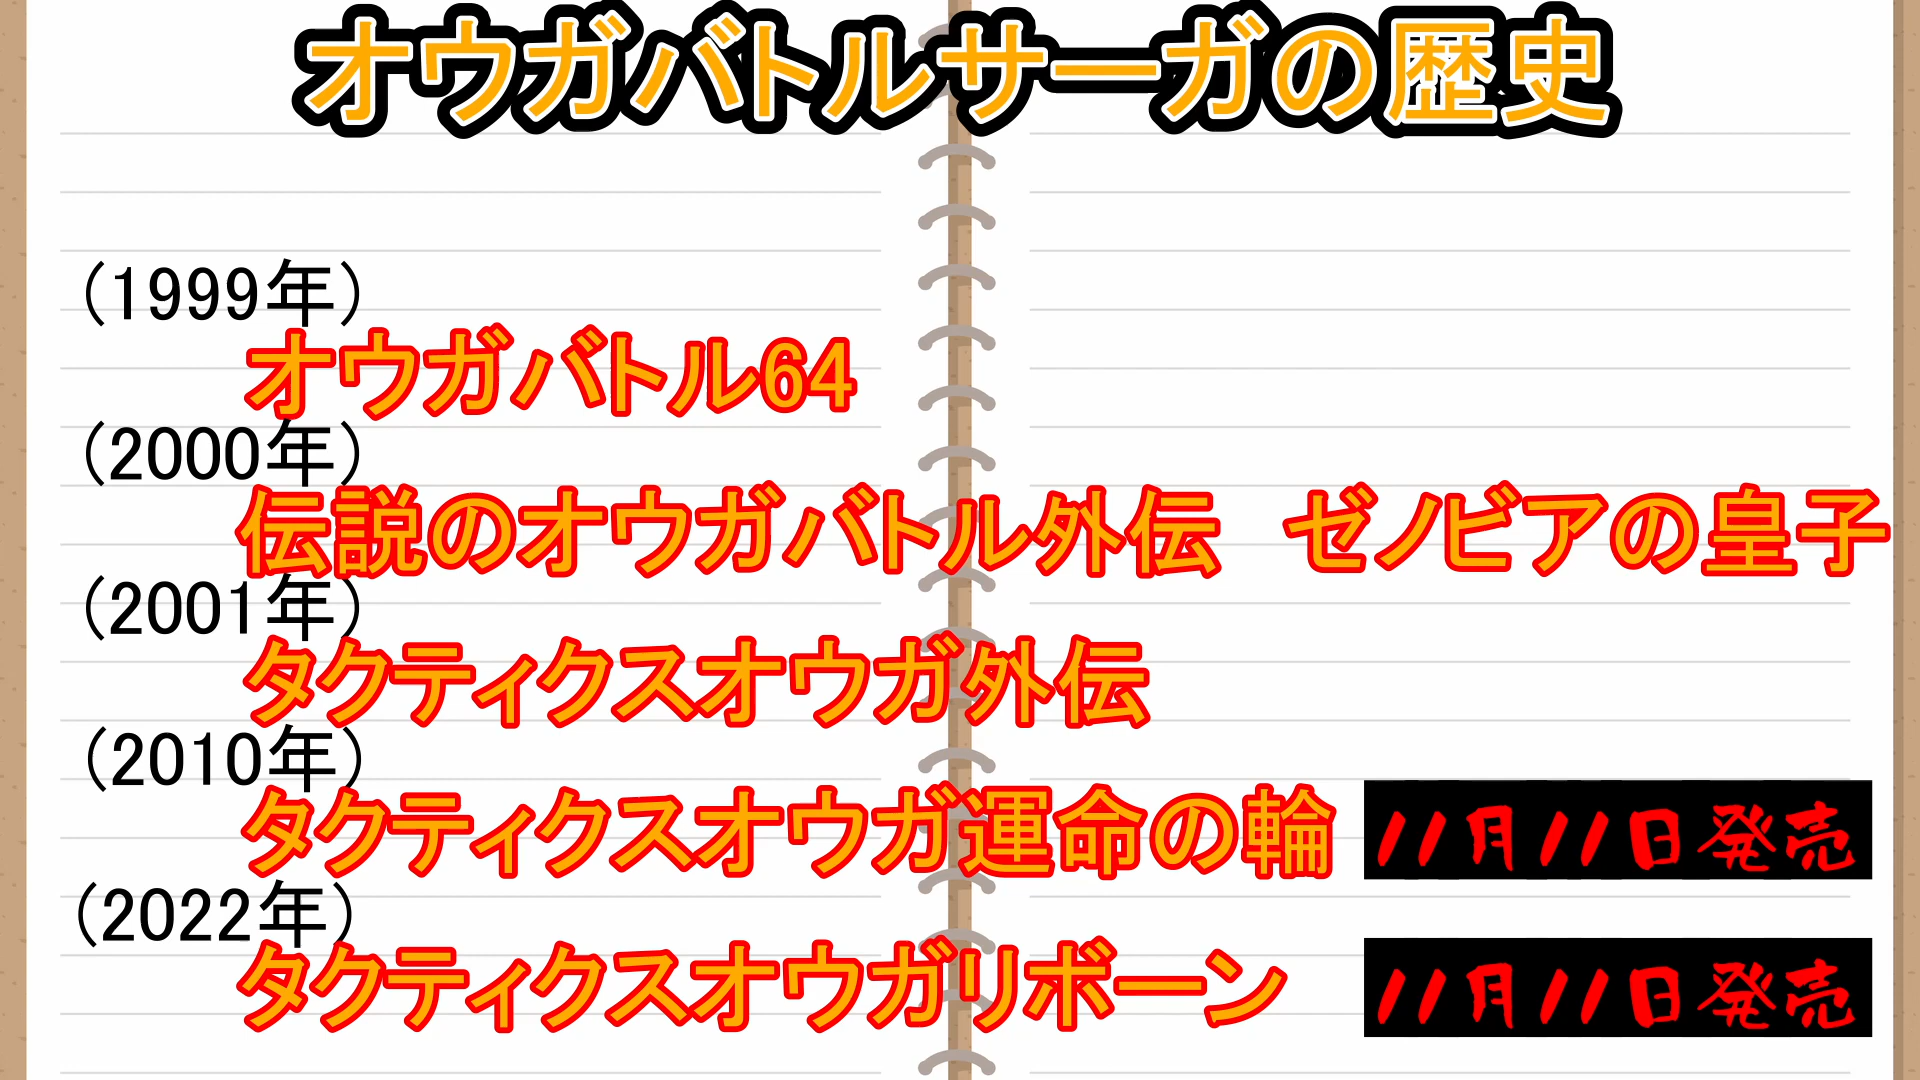 オウガバトルサーガの歴史
(1999年)
オウガバトル64
(2000年)
伝説のオウガバトル外伝　ゼノビアの皇子
(2001年)
タクティクスオウガ外伝
(2010年)
タクティクスオウガ運命の輪　11月11日発売
(2022年)
タクティクスオウガリボーン　11月11日発売